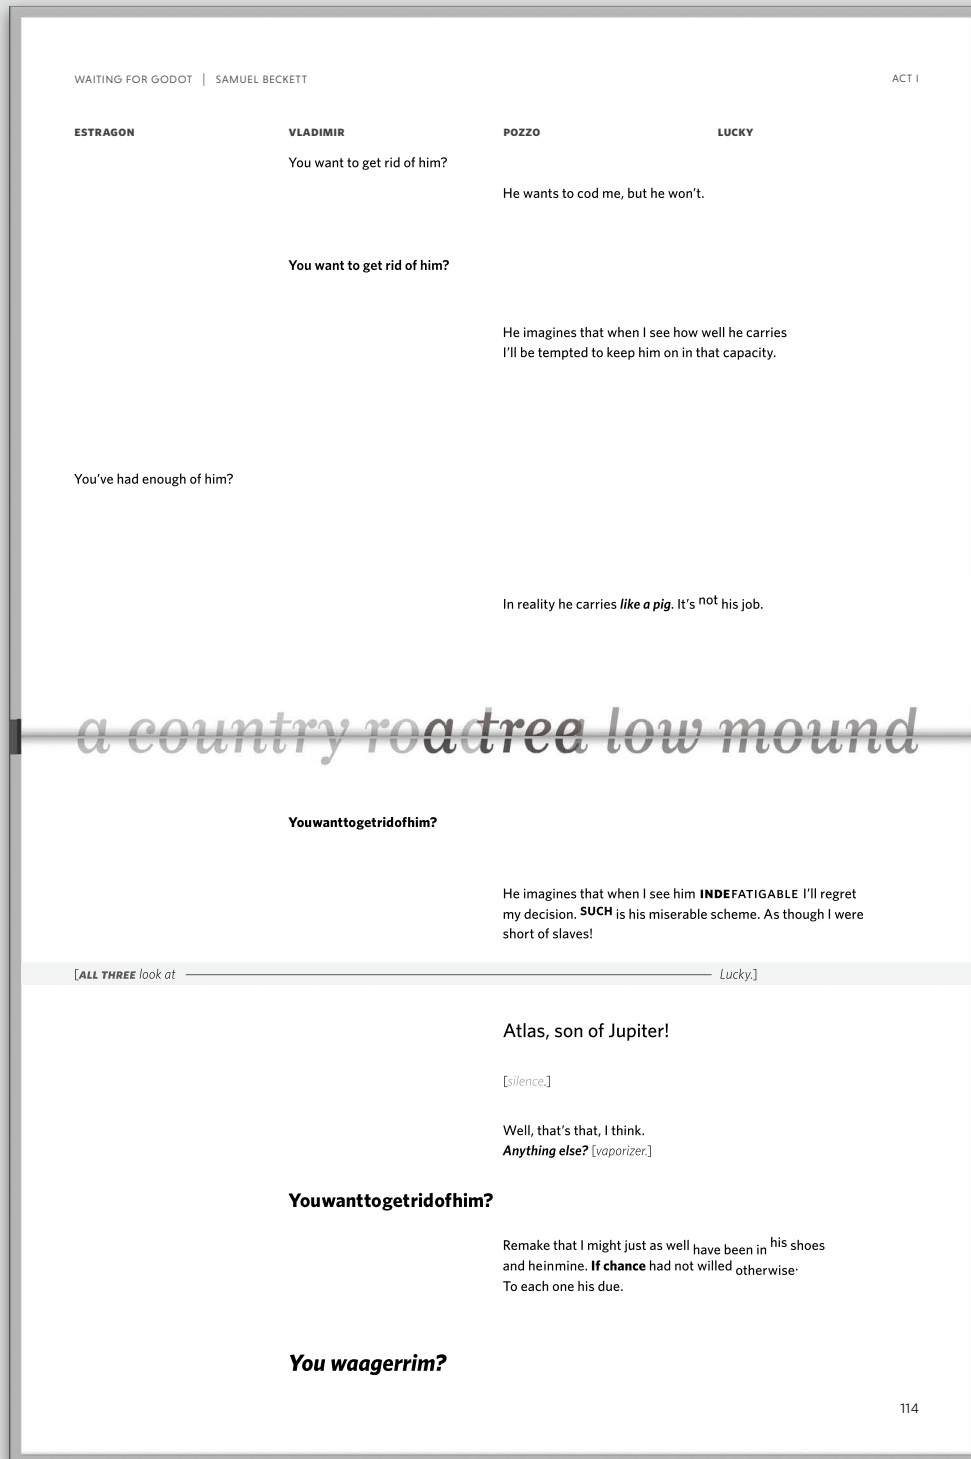 WAITING FOR GODOT | SAMUEL BECKETT
ACT I
ESTRAGON VLADIMIR POZZO LUCKY
You want to get rid of him?
He wants to cod me, but he won’t.
You want to get rid of him?
He imagines that when I see how well he carries
I’ll be tempted to keep him on in that capacity.
You’ve had enough of him?
In reality he carries like a pig. It’s not his job.
a country road tree low mound
Youwanttogetridofhim?
He imagines that when I see him INDEFATIGABLE I’ll regret
my decision. SUCH is his miserable scheme. As though I were
short of slaves!
[ALL THREE look at Lucky.]
Atlas, son of Jupiter!
[silence.]
Well, that’s that, I think.
Anything else? [vaporizer.]
Youwanttogetridofhim?
Remake that I might just as well have been in his shoes
and heinmine. If chance had not willed otherwise.
To each one his due.
You waagerrim?
114